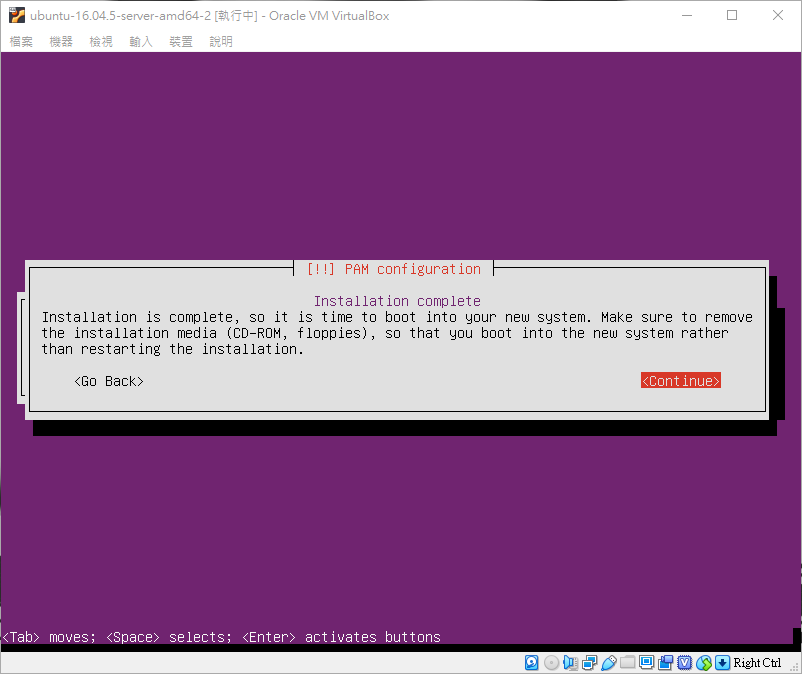 ubuntu-16.04.5-server-amd64-2 [執行中] - Oracle VM VirtualBox
檔案 機器 檢視 輸入 裝置 說明
[!!] PAM configuration
Installation complete
Installation is complete, so it is time to boot into your new system. Make sure to remove
the installation media (CD-ROM, floppies), so that you boot into the new system rather
than restarting the installation.
<Go Back> <Continue>
<Tab> moves; <Space> selects; <Enter> activates buttons
Right Ctrl